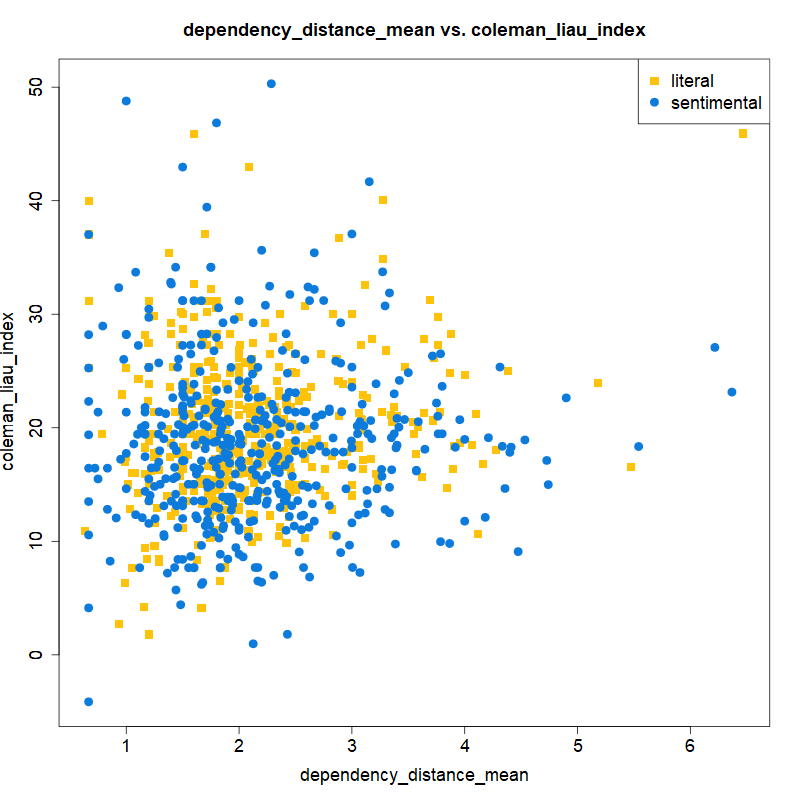 dependency_distance_mean vs. coleman_liau_index
literal
sentimental
50
40
30
20
10
0
coleman_liau_index
1 2 3 4 5 6
dependency_distance_mean